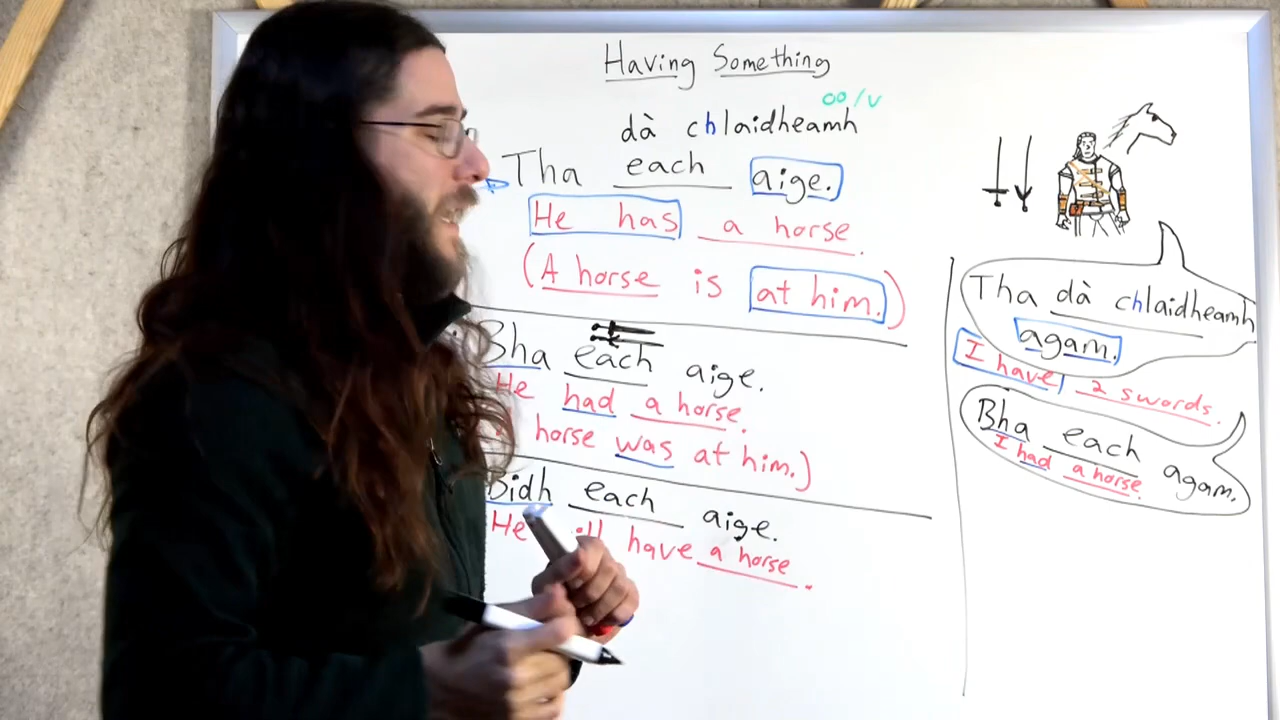 Having Something
oo/v
dà chlaidheamh
Tha each aige.
He has a horse.
(A horse is at him.)
Bha each aige.
He had a horse.
horse was at him.)
Bidh each aige.
He have a horse.
Tha dà chlaidheamh
agam.
I have 2 swords.
Bha each agam.
I had a horse.